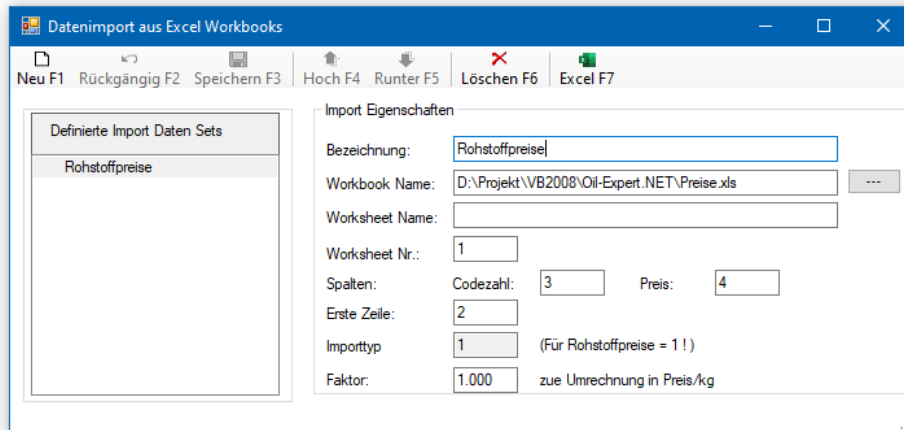 Datenimport aus Excel Workbooks
Neu F1 Rückgängig F2 Speichern F3 Hoch F4 Runter F5 Löschen F6 Excel F7
Definierte Import Daten Sets
Rohstoffpreise
Import Eigenschaften
Bezeichnung: Rohstoffpreise
Workbook Name: D:\Projekt\VB2008\Oil-Expert.NET\Preise.xls ---
Worksheet Name:
Worksheet Nr.: 1
Spalten: Codezahl: 3 Preis: 4
Erste Zeile: 2
Importtyp 1 (Für Rohstoffpreise = 1 ! )
Faktor: 1.000 zue Umrechnung in Preis/kg